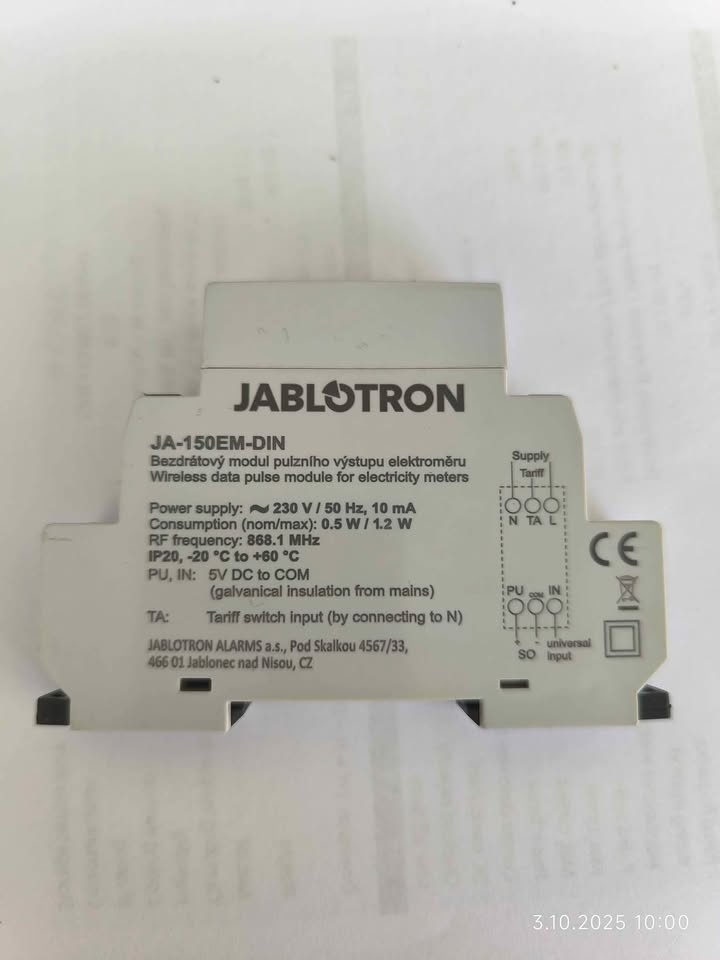 JABLOTRON
JA-150EM-DIN
Bezdrátový modul pulzního výstupu elektroměru
Wireless data pulse module for electricity meters
Power supply: ≂ 230 V / 50 Hz, 10 mA
Consumption (nom/max): 0.5 W / 1.2 W
RF frequency: 868.1 MHz
IP20, -20 °C to +60 °C
PU, IN: 5V DC to COM
(galvanical insulation from mains)
TA: Tariff switch input (by connecting to N)
JABLOTRON ALARMS a.s., Pod Skalkou 4567/33,
466 01 Jablonec nad Nisou, CZ
Supply
Tariff
N TA L
PU COM IN
+ -
SO
universal
input
CE
3.10.2025 10:00